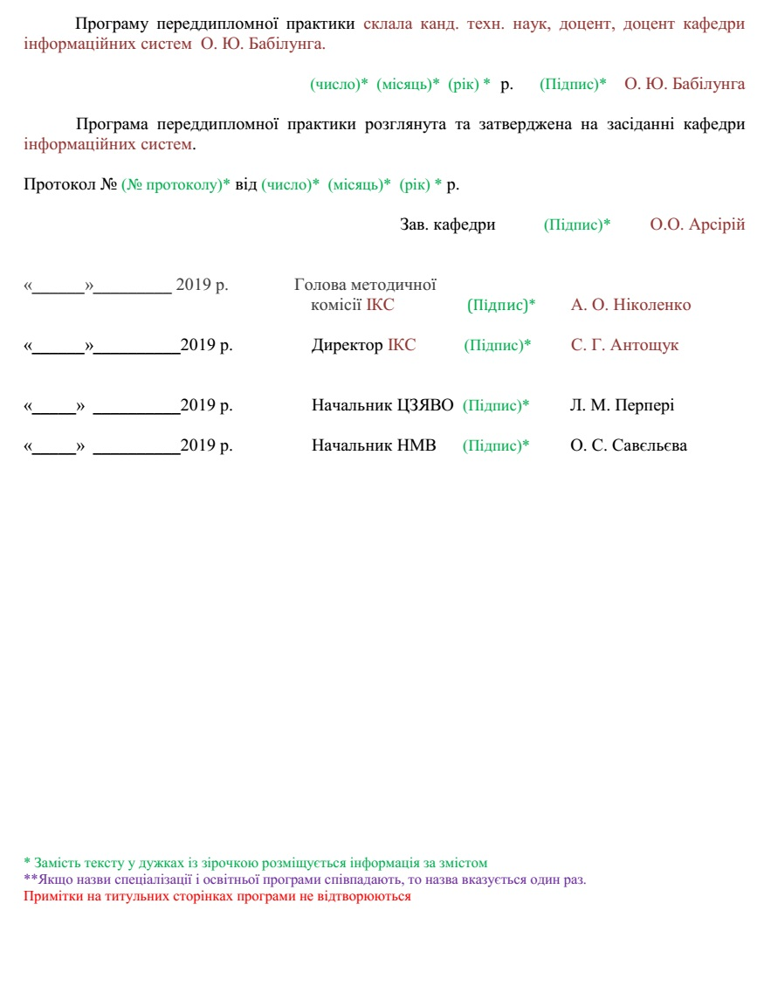 Програму переддипломної практики склала канд. техн. наук, доцент, доцент кафедри
інформаційних систем О. Ю. Бабілунга.
(число)* (місяць)* (рік) * р. (Підпис)* О. Ю. Бабілунга
Програма переддипломної практики розглянута та затверджена на засіданні кафедри
інформаційних систем.
Протокол № (№ протоколу)* від (число)* (місяць)* (рік) * р.
Зав. кафедри (Підпис)* О.О. Арсірій
«______»_________ 2019 р. Голова методичної
комісії ІКС (Підпис)* А. О. Ніколенко
«______»__________2019 р. Директор ІКС (Підпис)* С. Г. Антощук
«_____» __________2019 р. Начальник ЦЗЯВО (Підпис)* Л. М. Перпері
«_____» __________2019 р. Начальник НМВ (Підпис)* О. С. Савєльєва
* Замість тексту у дужках із зірочкою розміщується інформація за змістом
**Якщо назви спеціалізації і освітньої програми співпадають, то назва вказується один раз.
Примітки на титульних сторінках програми не відтворюються